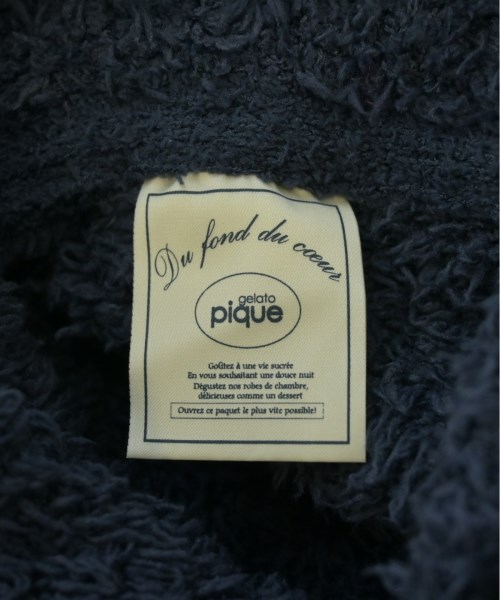 Du fond du cœur
gelato
pique
Goûtez à une vie sucrée
En vous souhaitant une douce nuit
Dégustez nos robes de chambre,
délicieuses comme un dessert
Ouvrez ce paquet le plus vite possible!